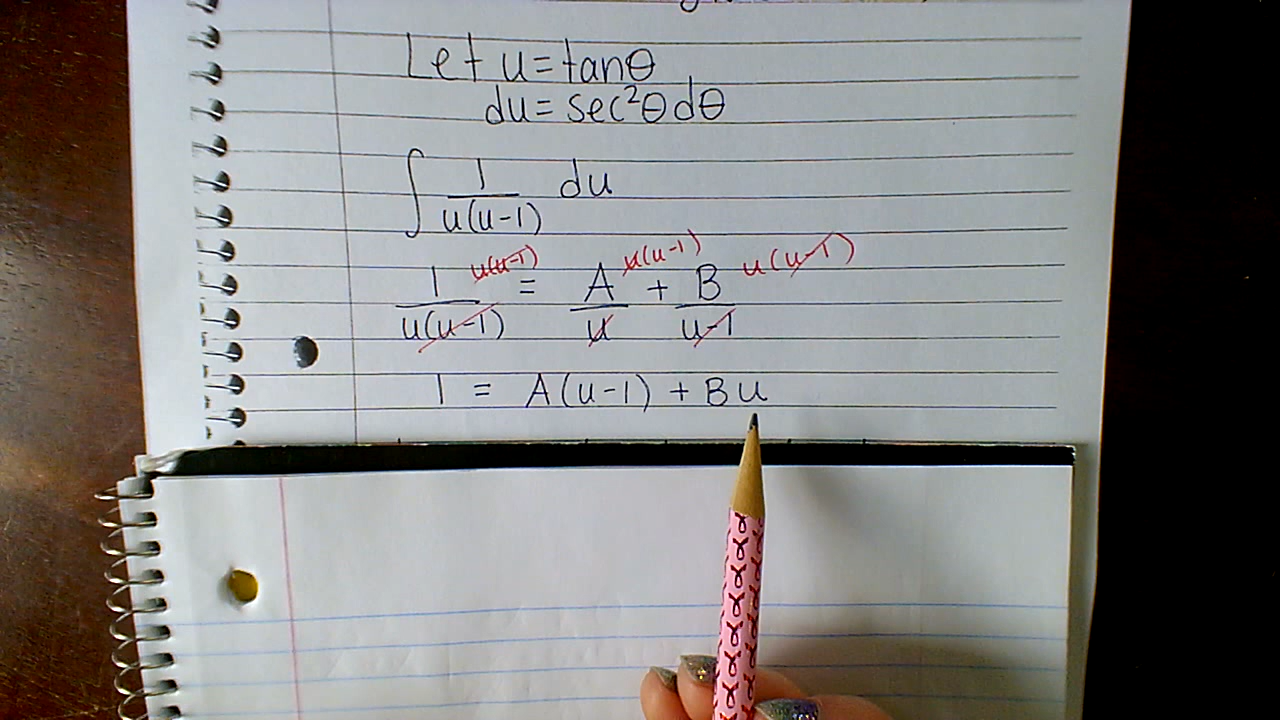 Let u = tanθ
du = sec²θ dθ
∫ 1/(u(u-1)) du
1/(u(u-1)) u(u-1) = A/u u(u-1) + B/(u-1) u(u-1)
1 = A(u-1) + Bu